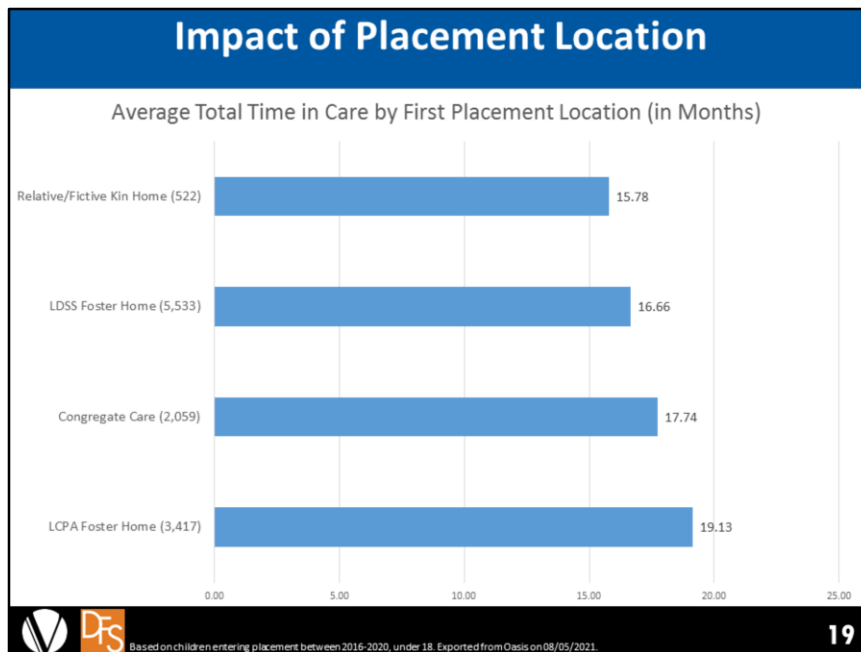 Impact of Placement Location
Average Total Time in Care by First Placement Location (in Months)
Relative/Fictive Kin Home (522)
15.78
LDSS Foster Home (5,533)
16.66
Congregate Care (2,059)
17.74
LCPA Foster Home (3,417)
19.13
0.00 5.00 10.00 15.00 20.00 25.00
DFS
Based on children entering placement between 2016-2020, under 18. Exported from Oasis on 08/05/2021.
19